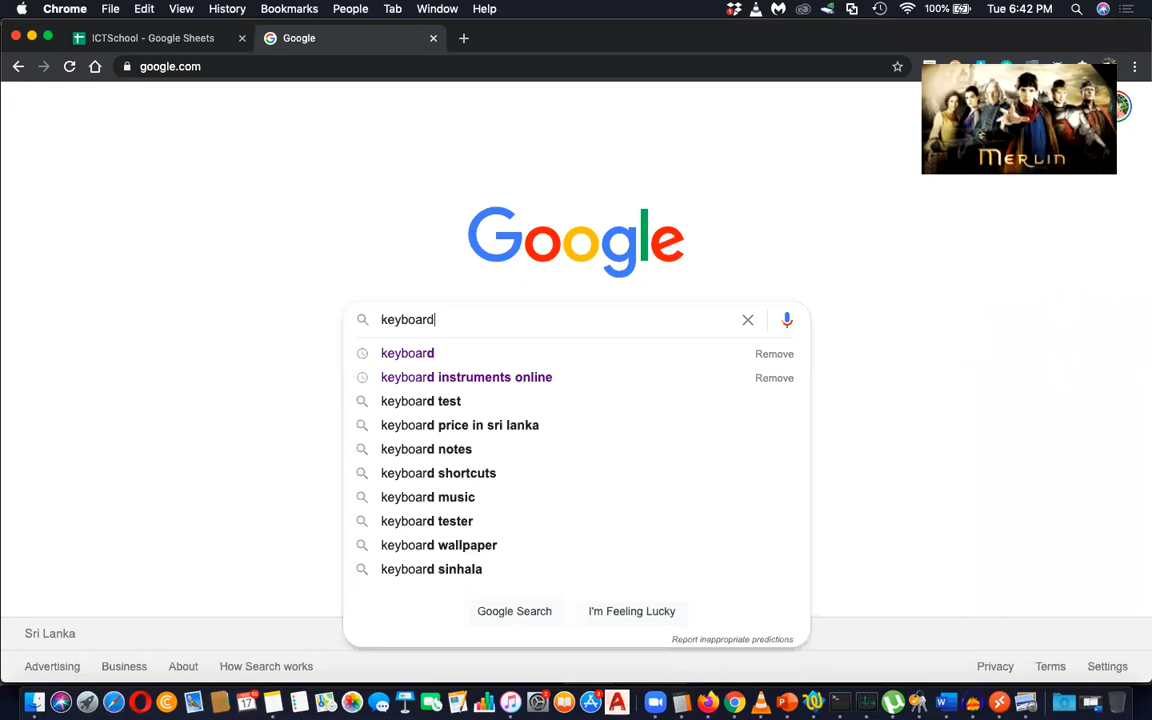 Chrome File Edit View History Bookmarks People Tab Window Help 100% Tue 6:42 PM
ICTSchool - Google Sheets Google
google.com
MERLIN
Google
keyboard
keyboard Remove
keyboard instruments online Remove
keyboard test
keyboard price in sri lanka
keyboard notes
keyboard shortcuts
keyboard music
keyboard tester
keyboard wallpaper
keyboard sinhala
Google Search I'm Feeling Lucky
Report inappropriate predictions
Sri Lanka
Advertising Business About How Search works Privacy Terms Settings